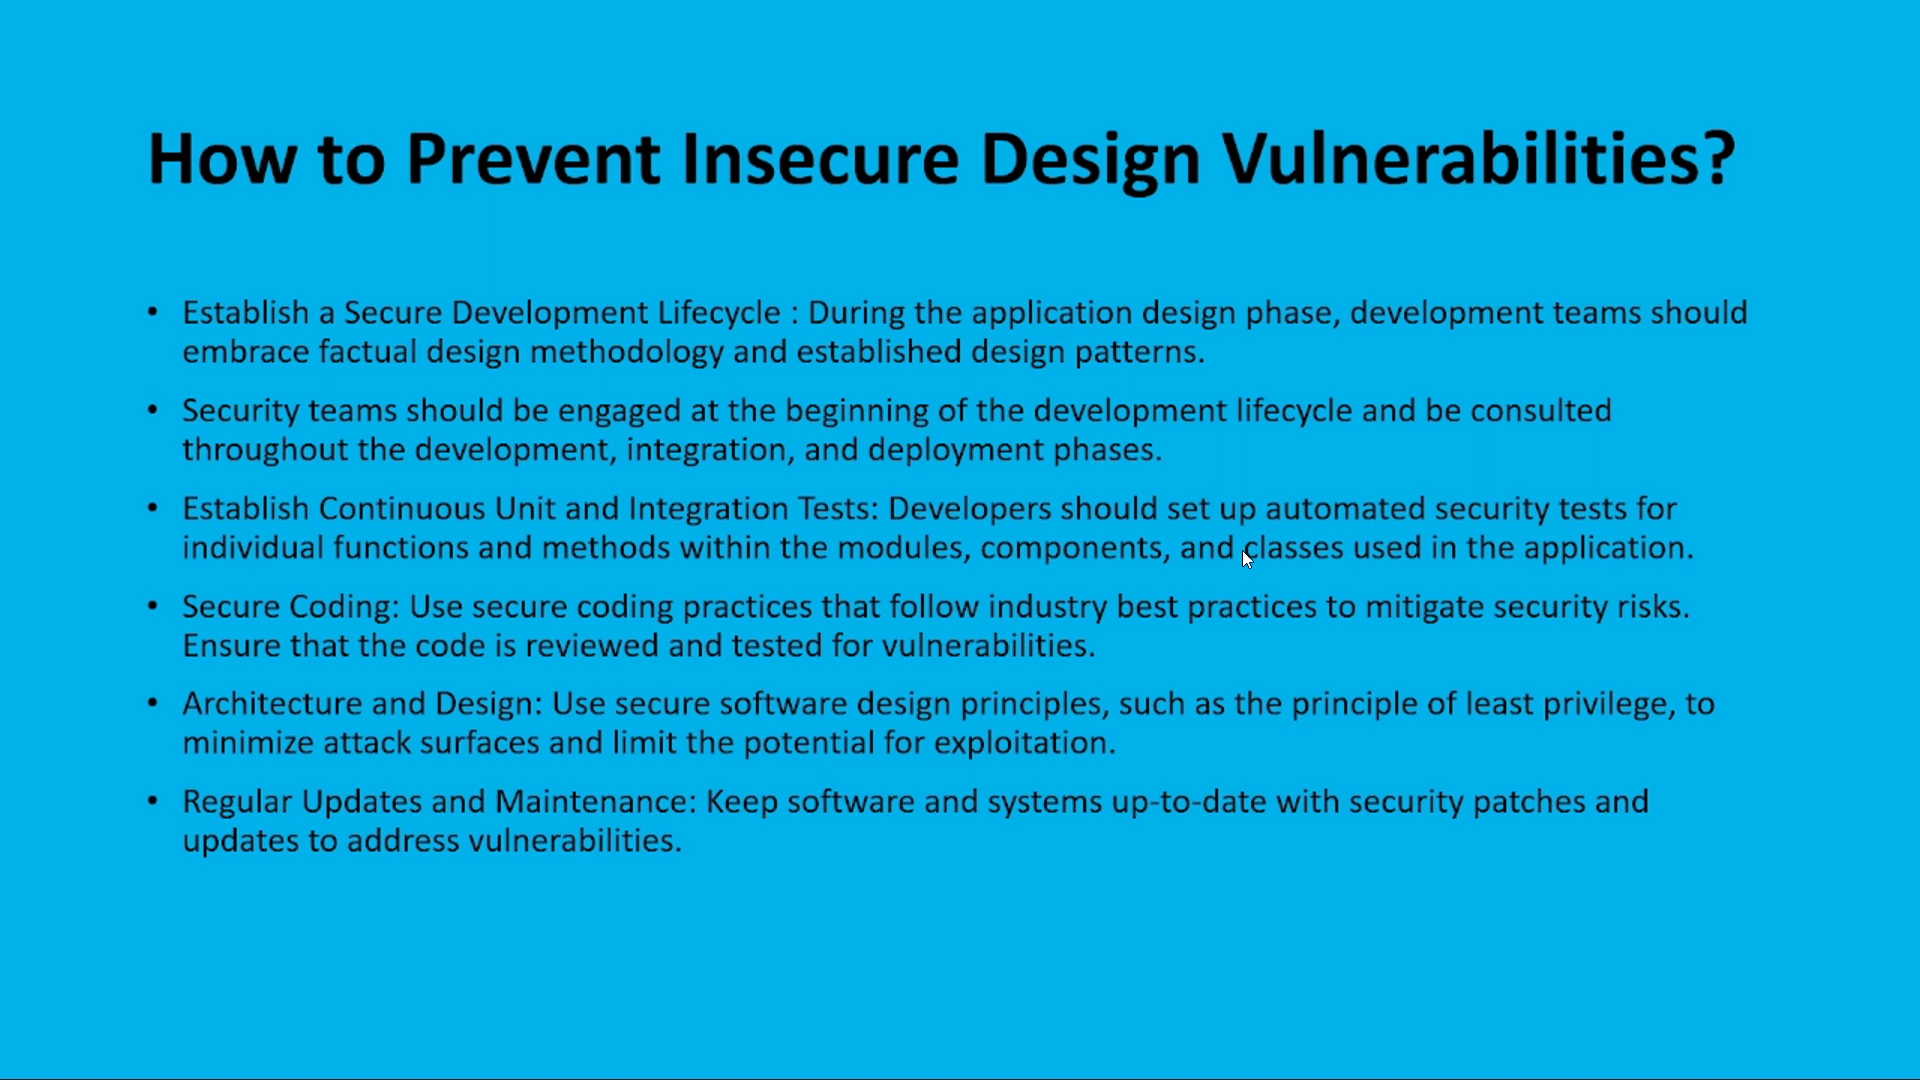 How to Prevent Insecure Design Vulnerabilities?
• Establish a Secure Development Lifecycle : During the application design phase, development teams should
embrace factual design methodology and established design patterns.
• Security teams should be engaged at the beginning of the development lifecycle and be consulted
throughout the development, integration, and deployment phases.
• Establish Continuous Unit and Integration Tests: Developers should set up automated security tests for
individual functions and methods within the modules, components, and classes used in the application.
• Secure Coding: Use secure coding practices that follow industry best practices to mitigate security risks.
Ensure that the code is reviewed and tested for vulnerabilities.
• Architecture and Design: Use secure software design principles, such as the principle of least privilege, to
minimize attack surfaces and limit the potential for exploitation.
• Regular Updates and Maintenance: Keep software and systems up-to-date with security patches and
updates to address vulnerabilities.